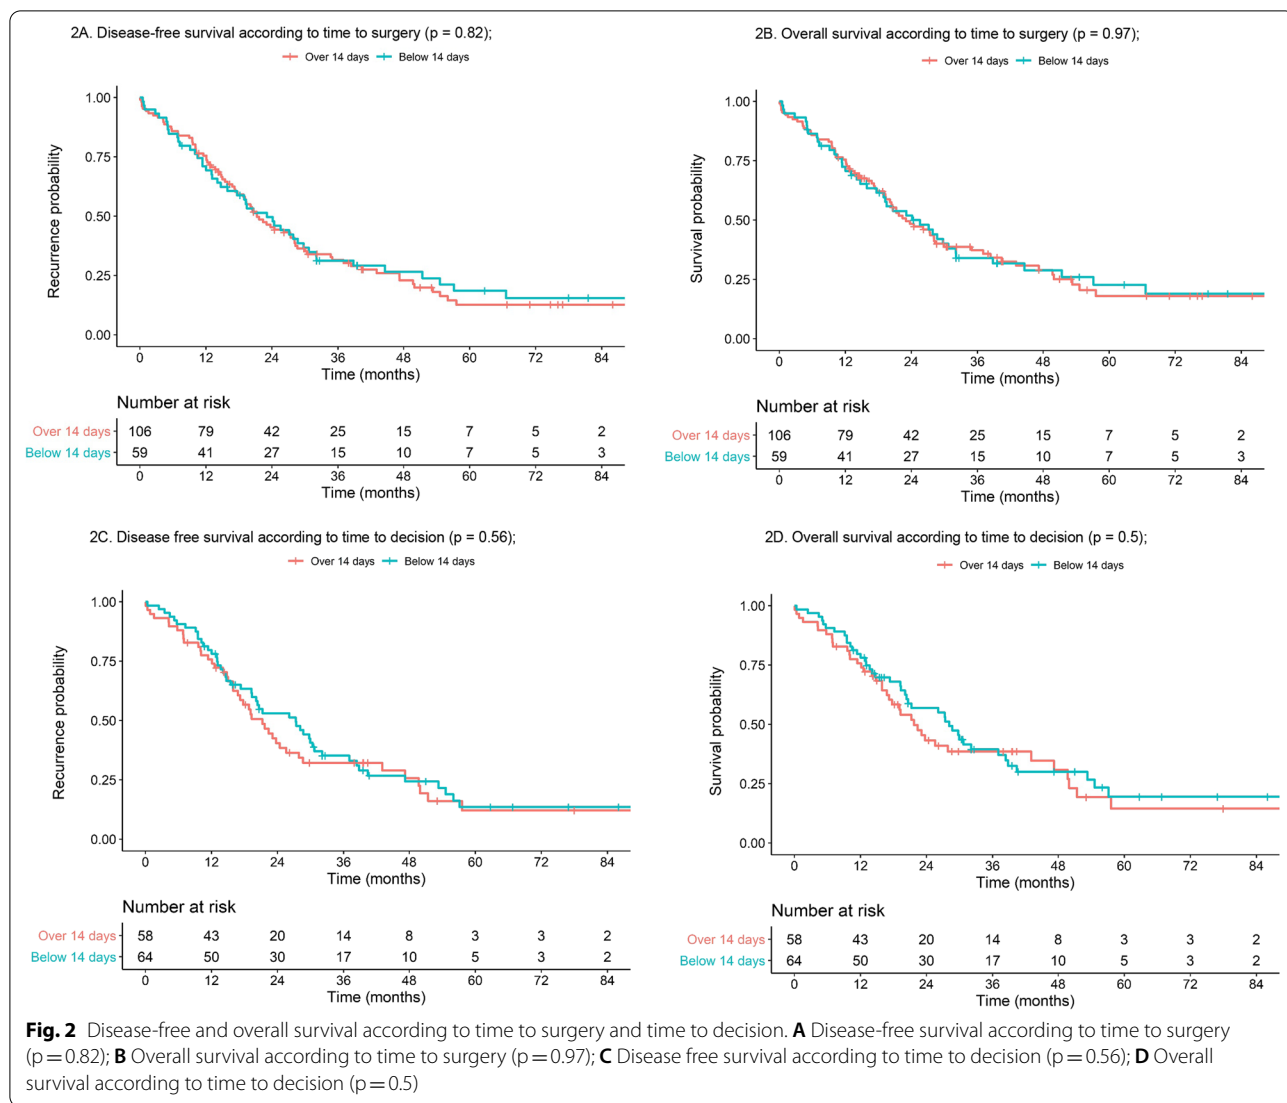 2A. Disease-free survival according to time to surgery (p = 0.82);
Over 14 days Below 14 days
Recurrence probability
1.00
0.75
0.50
0.25
0.00
0 12 24 36 48 60 72 84
Time (months)
Number at risk
Over 14 days 106 79 42 25 15 7 5 2
Below 14 days 59 41 27 15 10 7 5 3
0 12 24 36 48 60 72 84
Time (months)
2B. Overall survival according to time to surgery (p = 0.97);
Over 14 days Below 14 days
Survival probability
1.00
0.75
0.50
0.25
0.00
0 12 24 36 48 60 72 84
Time (months)
Number at risk
Over 14 days 106 79 42 25 15 7 5 2
Below 14 days 59 41 27 15 10 7 5 3
0 12 24 36 48 60 72 84
Time (months)
2C. Disease free survival according to time to decision (p = 0.56);
Over 14 days Below 14 days
Recurrence probability
1.00
0.75
0.50
0.25
0.00
0 12 24 36 48 60 72 84
Time (months)
Number at risk
Over 14 days 58 43 20 14 8 3 3 2
Below 14 days 64 50 30 17 10 5 3 2
0 12 24 36 48 60 72 84
Time (months)
2D. Overall survival according to time to decision (p = 0.5);
Over 14 days Below 14 days
Survival probability
1.00
0.75
0.50
0.25
0.00
0 12 24 36 48 60 72 84
Time (months)
Number at risk
Over 14 days 58 43 20 14 8 3 3 2
Below 14 days 64 50 30 17 10 5 3 2
0 12 24 36 48 60 72 84
Time (months)
Fig. 2 Disease-free and overall survival according to time to surgery and time to decision. A Disease-free survival according to time to surgery
(p = 0.82); B Overall survival according to time to surgery (p = 0.97); C Disease free survival according to time to decision (p = 0.56); D Overall
survival according to time to decision (p = 0.5)